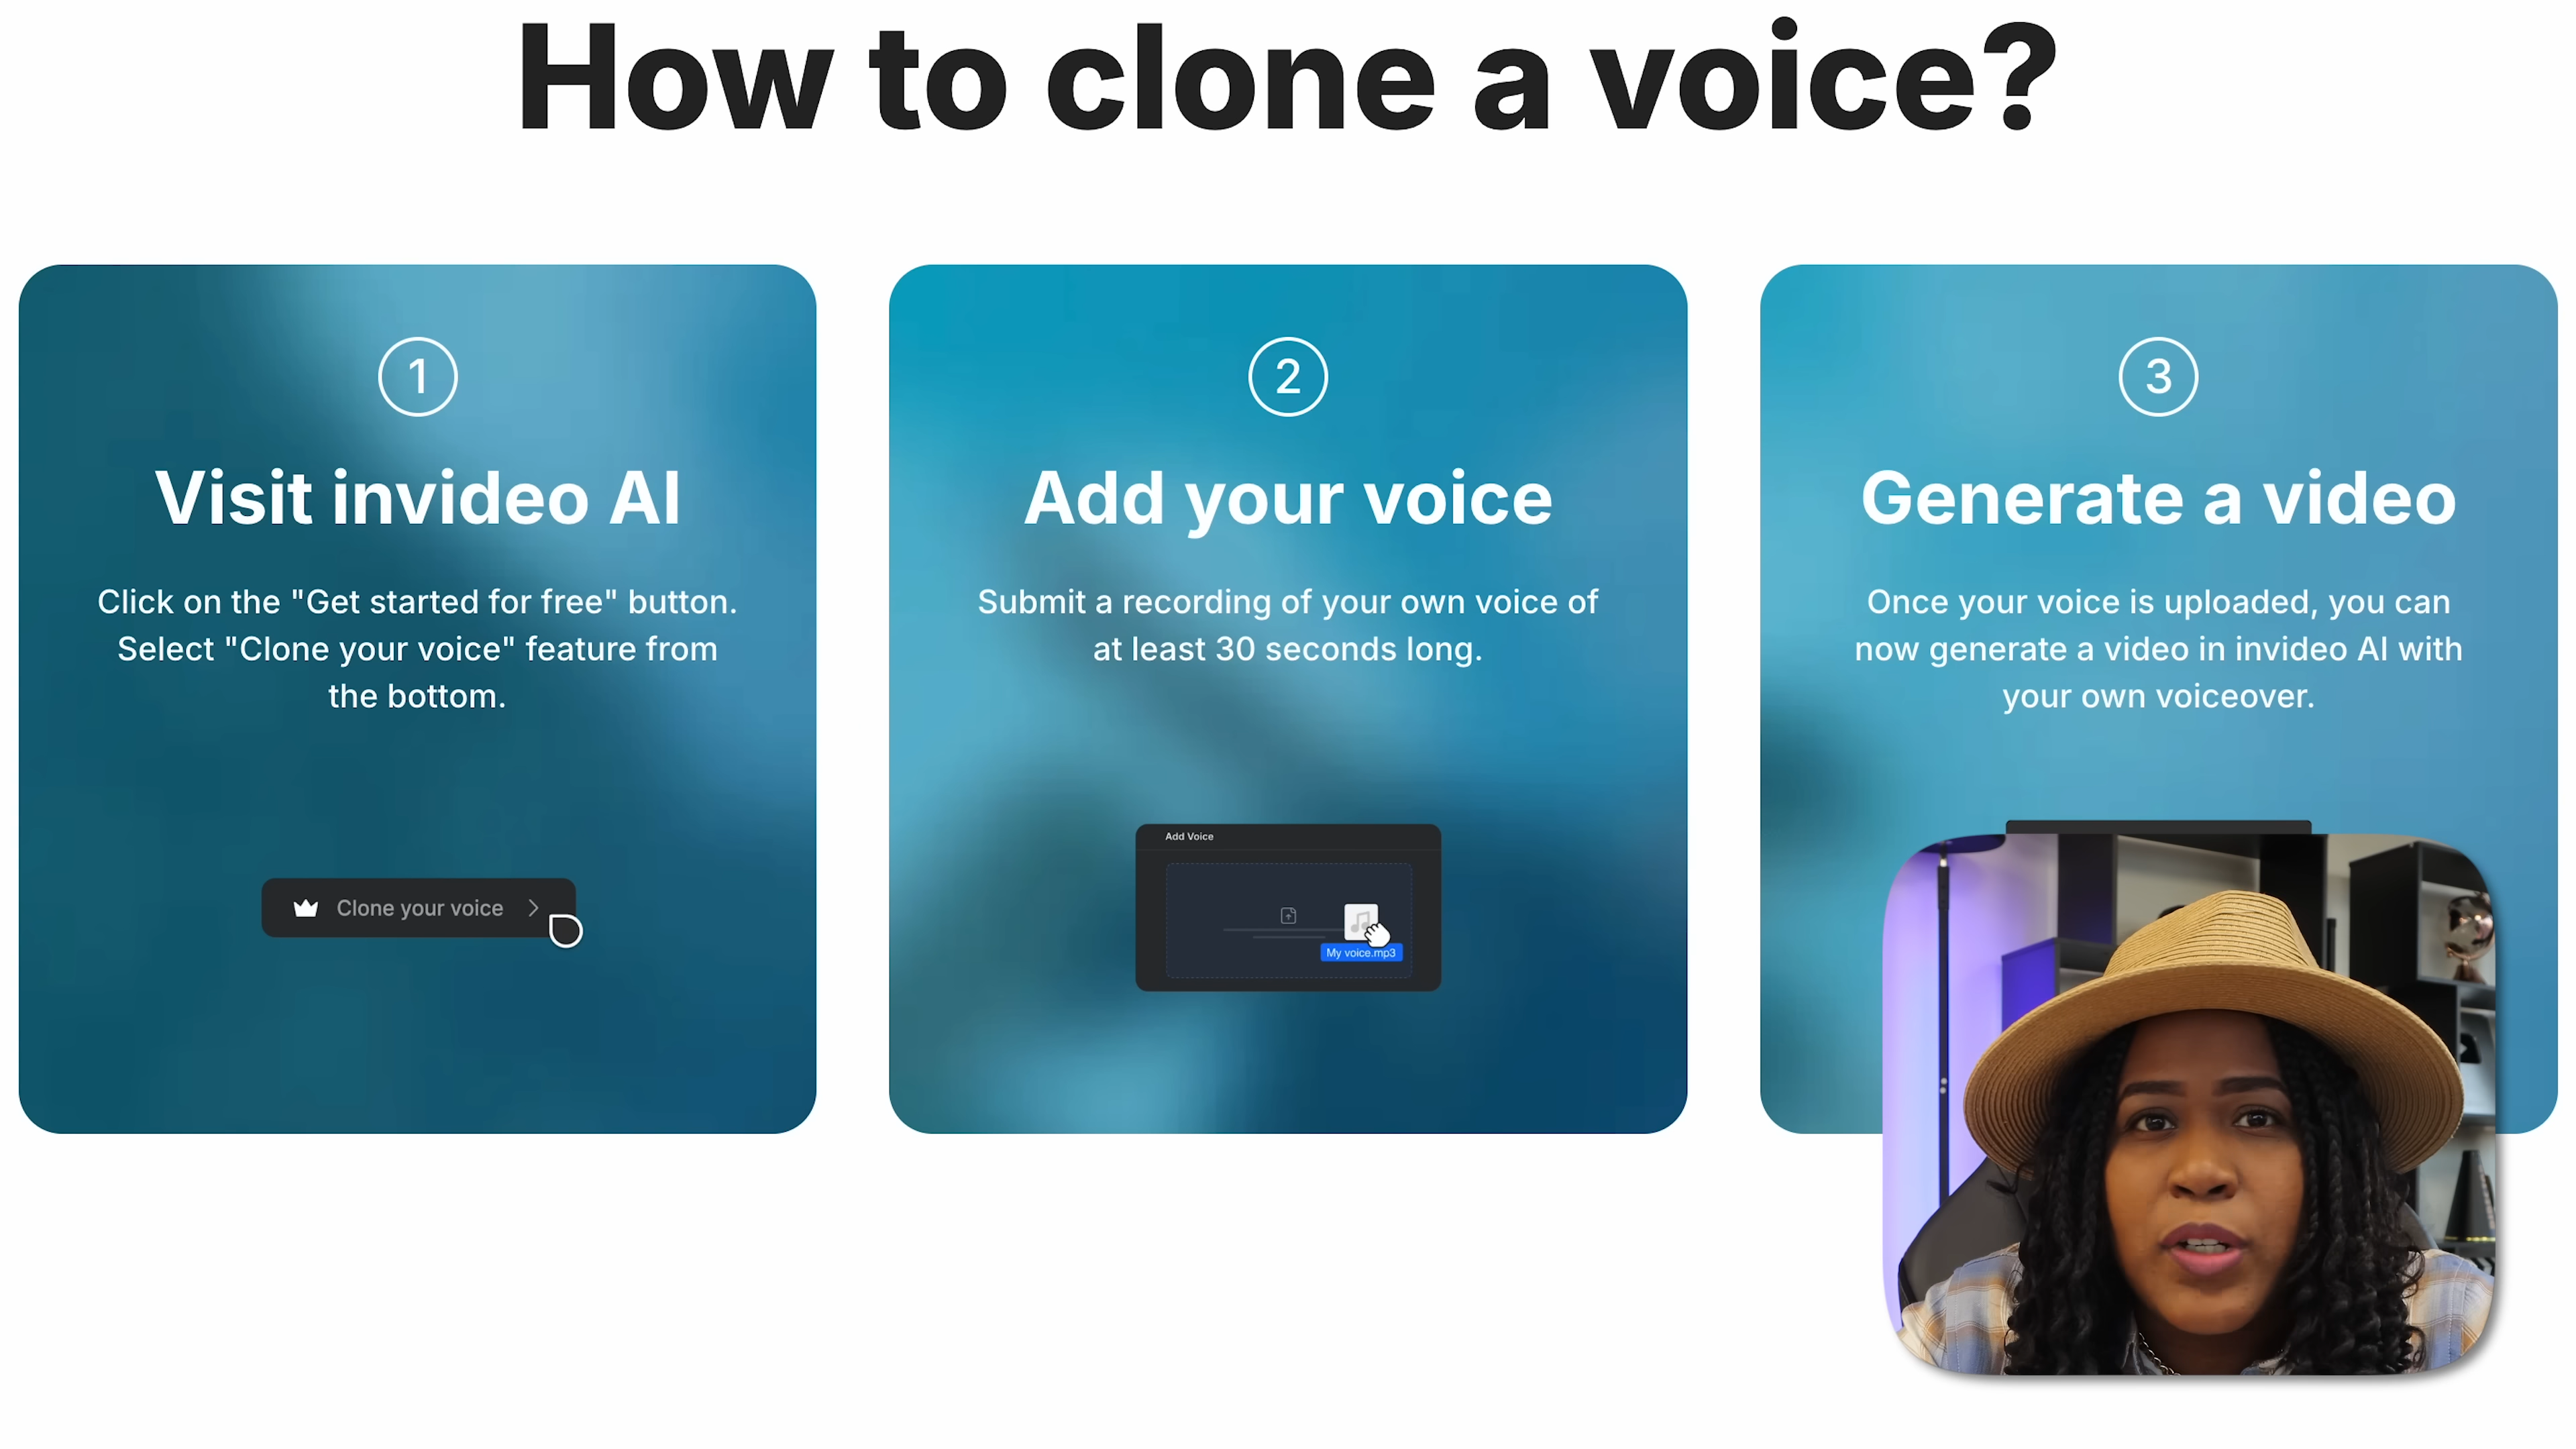 How to clone a voice?
1
Visit invideo AI
Click on the "Get started for free" button.
Select "Clone your voice" feature from
the bottom.
Clone your voice
2
Add your voice
Submit a recording of your own voice of
at least 30 seconds long.
Add Voice
My voice.mp3
3
Generate a video
Once your voice is uploaded, you can
now generate a video in invideo AI with
your own voiceover.